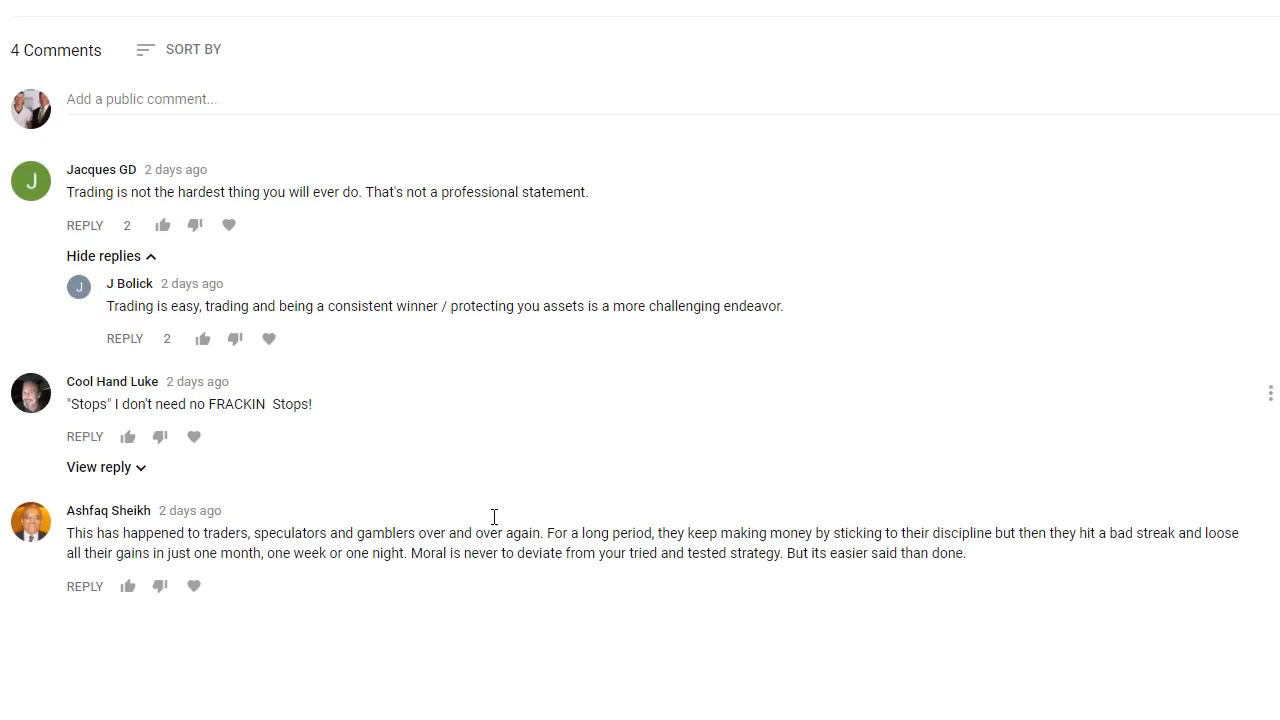 4 Comments SORT BY
Add a public comment...
J
Jacques GD 2 days ago
Trading is not the hardest thing you will ever do. That's not a professional statement.
REPLY 2
Hide replies
J
J Bolick 2 days ago
Trading is easy, trading and being a consistent winner / protecting you assets is a more challenging endeavor.
REPLY 2
Cool Hand Luke 2 days ago
"Stops" I don't need no FRACKIN  Stops!
REPLY
View reply
Ashfaq Sheikh 2 days ago
This has happened to traders, speculators and gamblers over and over again. For a long period, they keep making money by sticking to their discipline but then they hit a bad streak and loose
all their gains in just one month, one week or one night. Moral is never to deviate from your tried and tested strategy. But its easier said than done.
REPLY